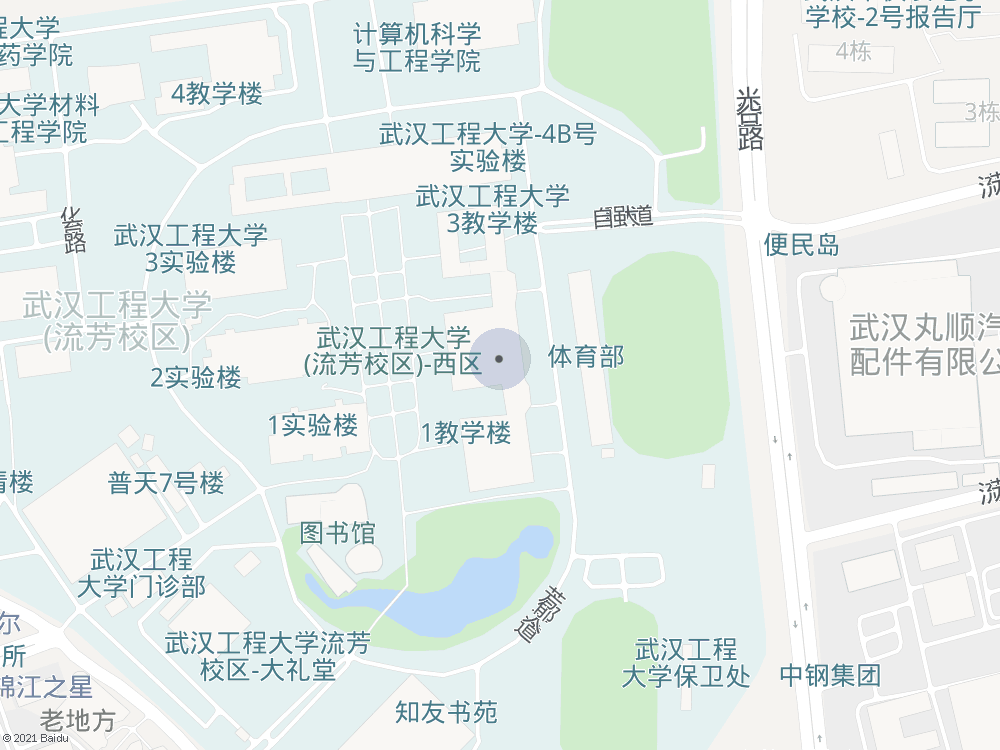 程大学
药学院
计算机科学
与工程学院
学校-2号报告厅
4栋
4教学楼
光谷路
3栋
大学材料
工程学院
武汉工程大学-4B号
实验楼
武汉工程大学
3教学楼
自强大道
化育路
武汉工程大学
3实验楼
便民岛
武汉工程大学
(流芳校区)
武汉工程大学
(流芳校区)-西区
体育部
武汉丸顺汽
配件有限公
2实验楼
1实验楼
1教学楼
普天7号楼
图书馆
武汉工程
大学门诊部
武汉工程大学流芳
校区-大礼堂
武汉工程
大学保卫处
中钢集团
尔
所
锦江之星
老地方
知友书苑
© 2021 Baidu